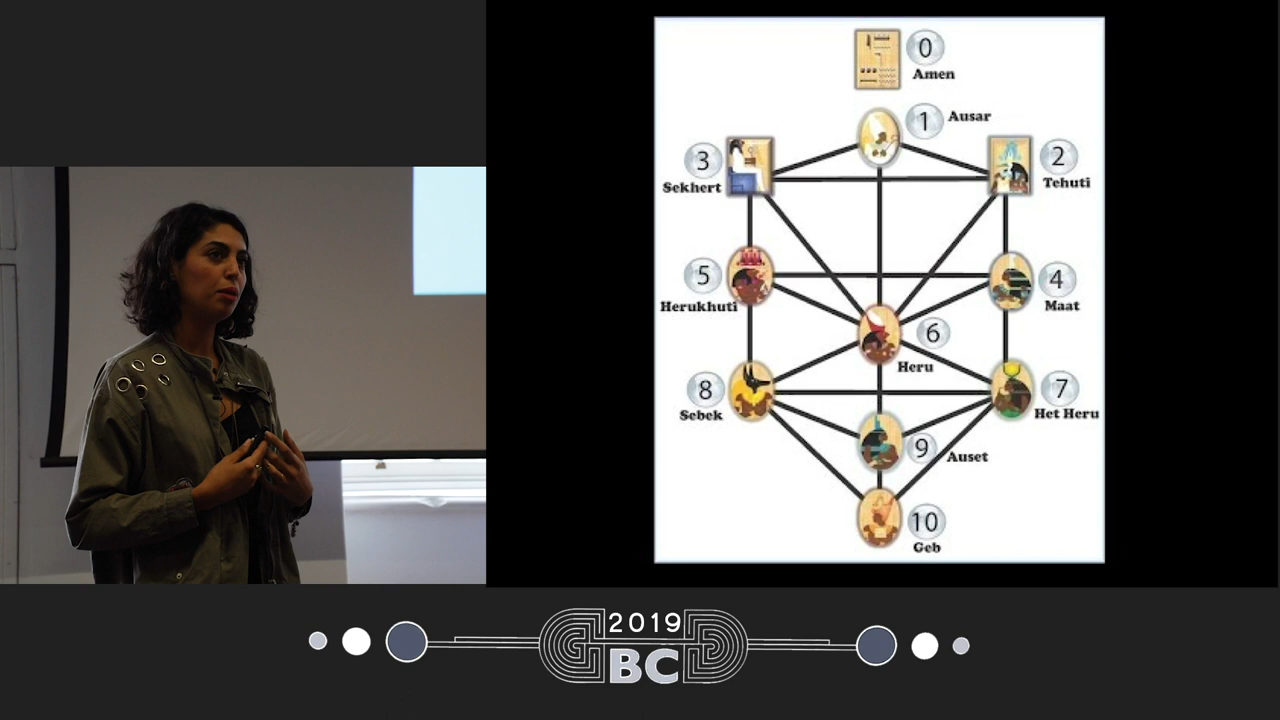 0
Amen
1
Ausar
3
Sekhert
2
Tehuti
5
Herukhuti
4
Maat
6
Heru
8
Sebek
7
Het Heru
9
Auset
10
Geb
2019
BC